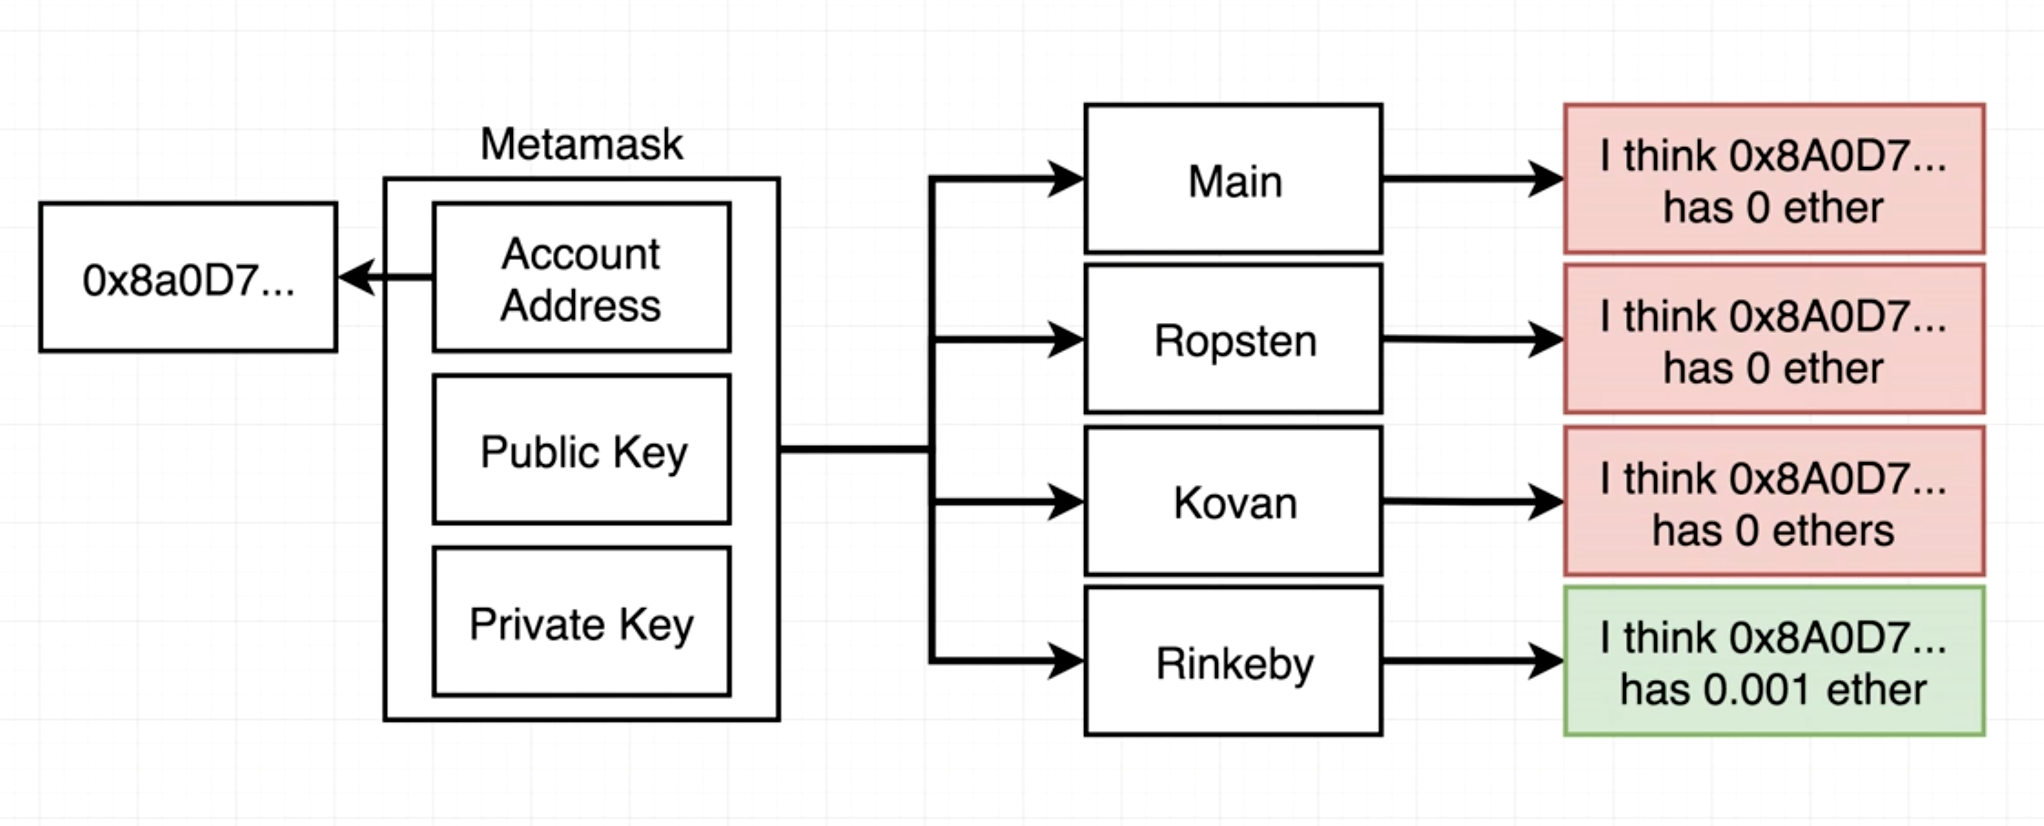 Metamask
0x8a0D7...
Account
Address
Public Key
Private Key
Main
Ropsten
Kovan
Rinkeby
I think 0x8A0D7...
has 0 ether
I think 0x8A0D7...
has 0 ether
I think 0x8A0D7...
has 0 ethers
I think 0x8A0D7...
has 0.001 ether